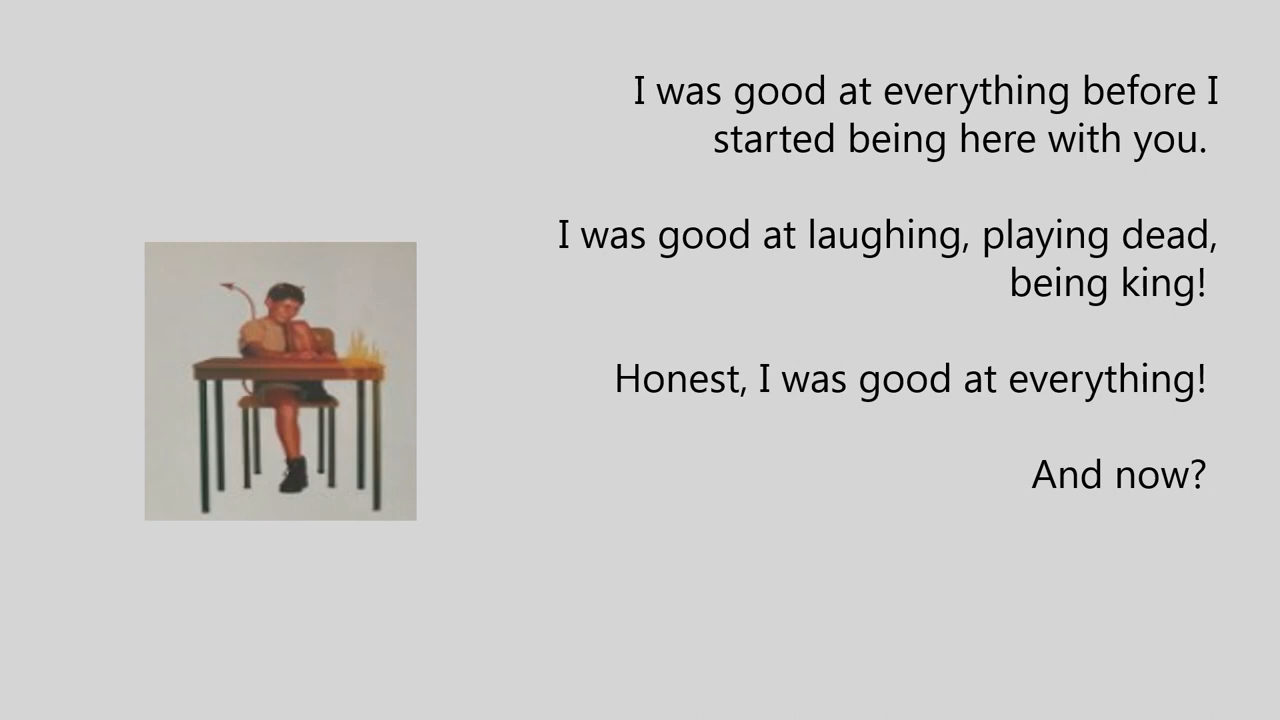 I was good at everything before I
started being here with you.
I was good at laughing, playing dead,
being king!
Honest, I was good at everything!
And now?